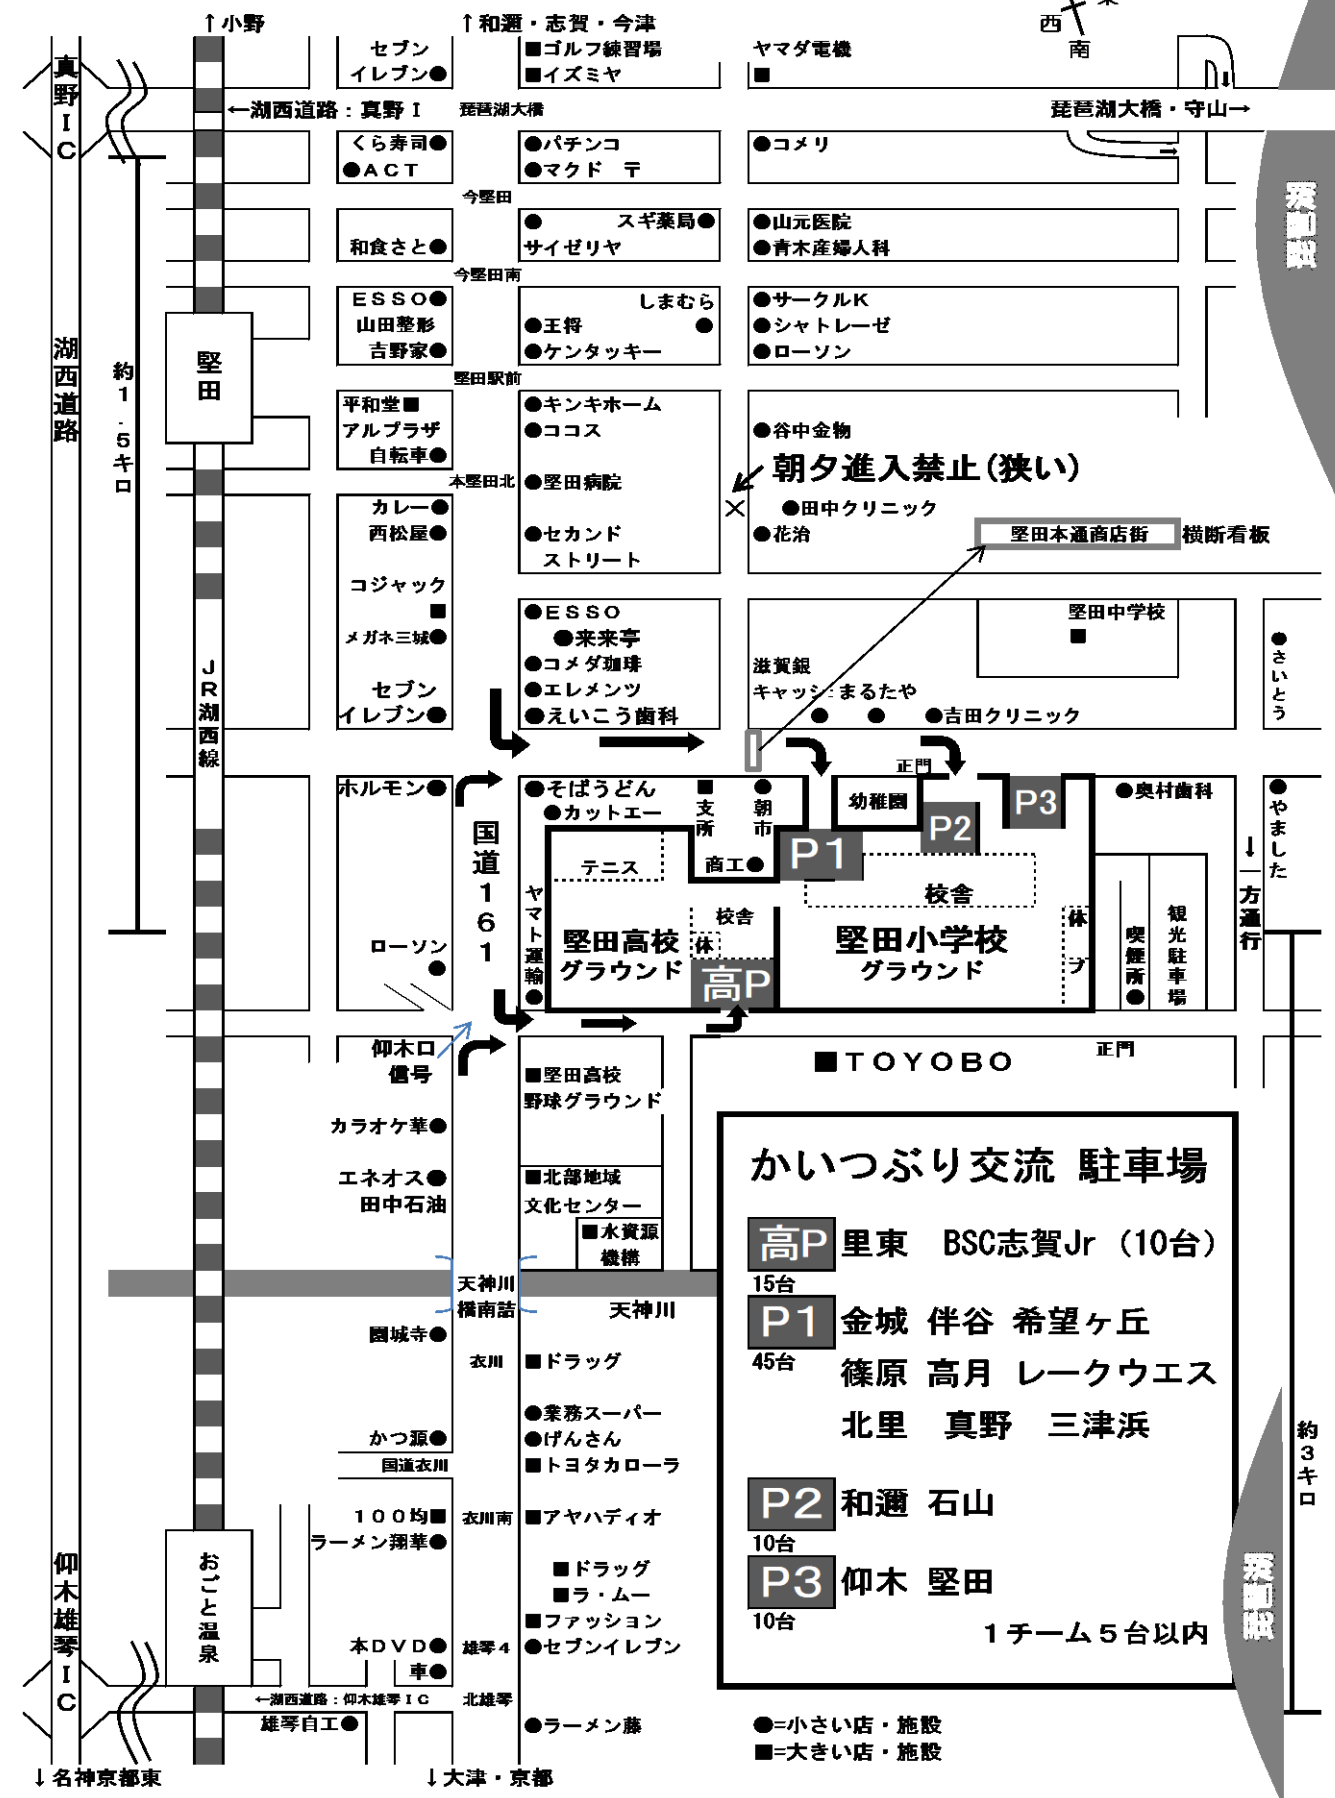 ↑小野
↑和邇・志賀・今津
西
南
セブン
イレブン●
■ゴルフ練習場
■イズミヤ
ヤマダ電機
■
真野IC
←湖西道路：真野I
琵琶湖大橋
琵琶湖大橋・守山→
くら寿司●
●ACT
●パチンコ
●マクド 〒
●コメリ
今堅田
和食さと●
●
サイゼリヤ
スギ薬局●
●山元医院
●青木産婦人科
今堅田南
ESSO●
山田整形
吉野家●
しまむら
●
●王将
●ケンタッキー
●サークルK
●シャトレーゼ
●ローソン
堅田
湖西道路
約1.5キロ
堅田駅前
平和堂■
アルプラザ
自転車●
●キンキホーム
●ココス
●谷中金物
朝夕進入禁止(狭い)
本堅田北
●堅田病院
×
●田中クリニック
カレー●
西松屋●
●セカンド
ストリート
●花治
堅田本通商店街
横断看板
コジャック
■
メガネ三城●
●ESSO
●来来亭
●コメダ珈琲
●エレメンツ
●えいこう歯科
堅田中学校
■
滋賀銀
キャッシ：まるたや
● ● ●吉田クリニック
●さいとう
JR湖西線
セブン
イレブン●
正門
ホルモン●
●そばうどん
●カットエー
■支所
●朝市
幼稚園
P1
P2
P3
●奥村歯科
●やました
国道161
テニス
商工●
校舎
校舎
↓一方通行
ヤマト運輸●
堅田高校
グラウンド
休
高P
堅田小学校
グラウンド
休
プ
喫煙所●
観光駐車場
ローソン
●
仰木口
信号
■堅田高校
野球グラウンド
■TOYOBO
正門
カラオケ華●
エネオス●
田中石油
■北部地域
文化センター
■水資源
機構
天神川
橋南詰
天神川
かいつぶり交流 駐車場
高P 里東 BSC志賀Jr（10台）
15台
P1 金城 伴谷 希望ヶ丘
45台
篠原 高月 レークウエス
北里 真野 三津浜
P2 和邇 石山
10台
P3 仰木 堅田
10台
1チーム5台以内
園城寺●
衣川
■ドラッグ
●業務スーパー
かつ源●
●げんさん
国道衣川
■トヨタカローラ
100均■
衣川南
■アヤハディオ
ラーメン翔華●
■ドラッグ
■ラ・ムー
■ファッション
おごと温泉
仰木雄琴IC
本DVD●
雄琴4
●セブンイレブン
車●
←湖西道路：仰木雄琴IC
北雄琴
雄琴自工●
●ラーメン藤
約3キロ
●=小さい店・施設
■=大きい店・施設
↓名神京都東
↓大津・京都